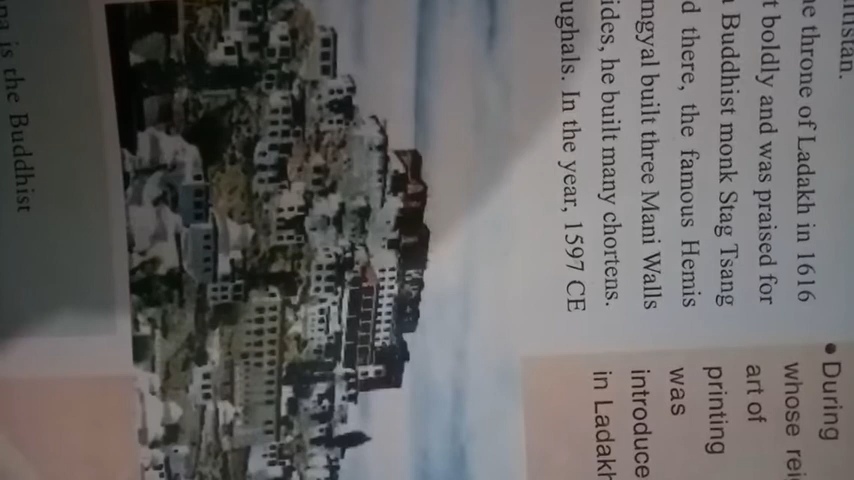 he throne of Ladakh in 1616
t boldly and was praised for
Buddhist monk Stag Tsang
d there, the famous Hemis
mgyal built three Mani Walls
ides, he built many chortens.
ughals. In the year, 1597 CE
• During
whose rei
art of
printing
was
introduce
in Ladakh
is the Buddhist